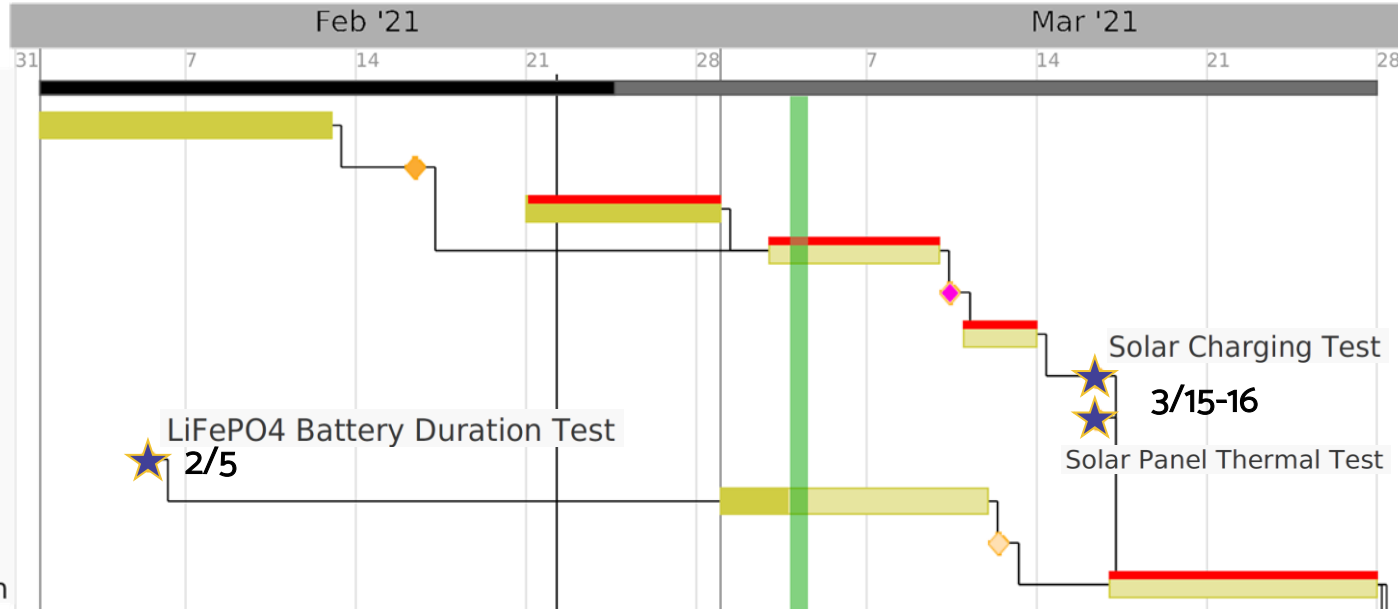 Feb '21 Mar '21
31 7 14 21 28 7 14 21 28
Solar Charging Test
3/15-16
LiFePO4 Battery Duration Test
2/5
Solar Panel Thermal Test
n